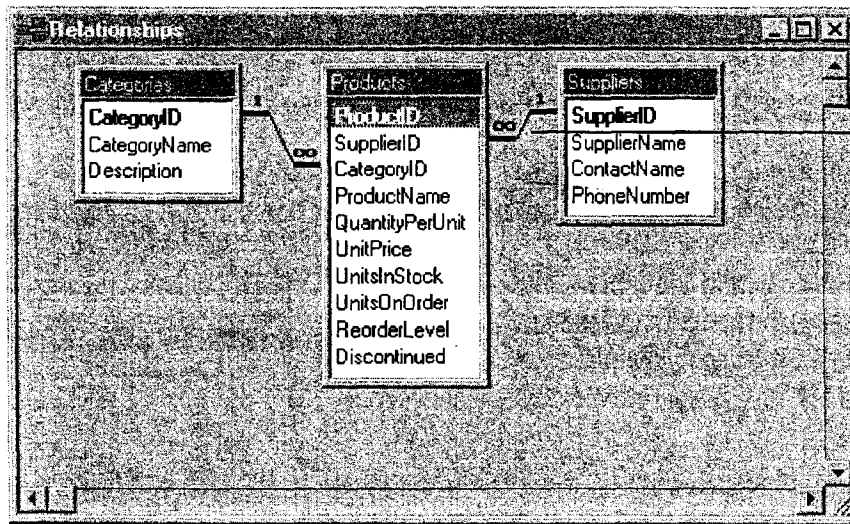 Relationships
Categories
CategoryID
CategoryName
Description
1
∞
Products
ProductID
SupplierID
CategoryID
ProductName
QuantityPerUnit
UnitPrice
UnitsInStock
UnitsOnOrder
ReorderLevel
Discontinued
∞
1
Suppliers
SupplierID
SupplierName
ContactName
PhoneNumber